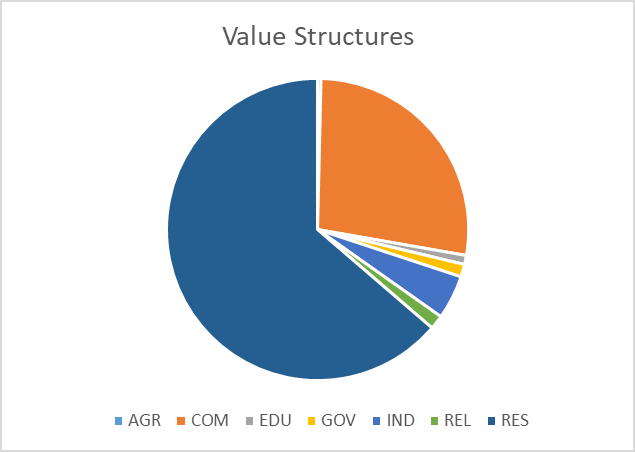 Value Structures
AGR COM EDU GOV IND REL RES